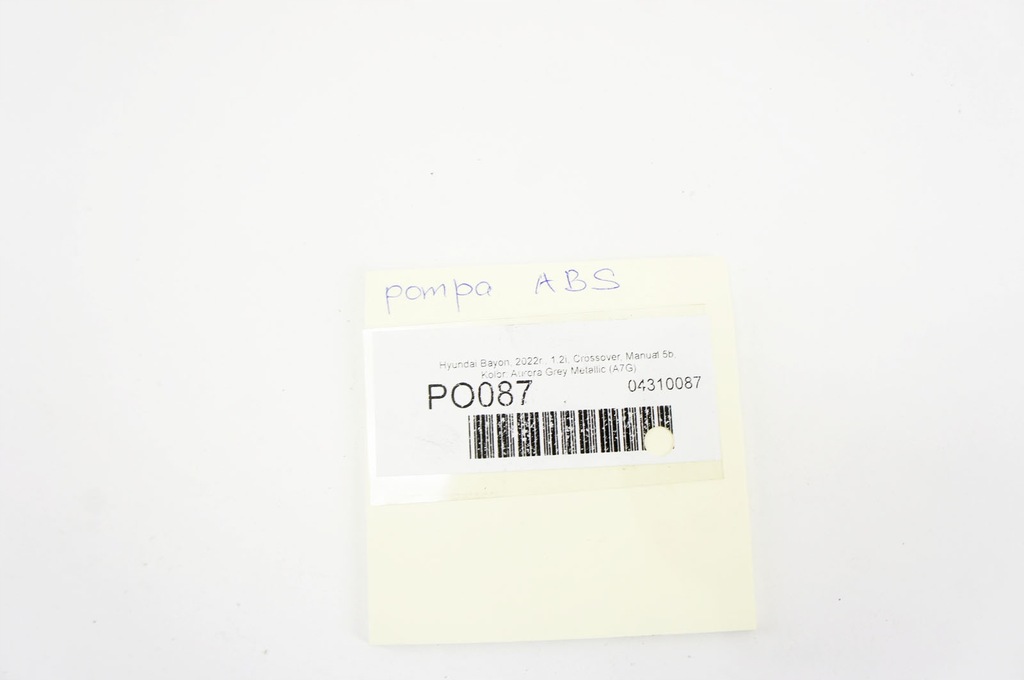 pompa ABS
Hyundai Bayon, 2022r., 1.2i, Crossover, Manual 5b,
Kolor: Aurora Grey Metallic (A7G)
PO087 04310087